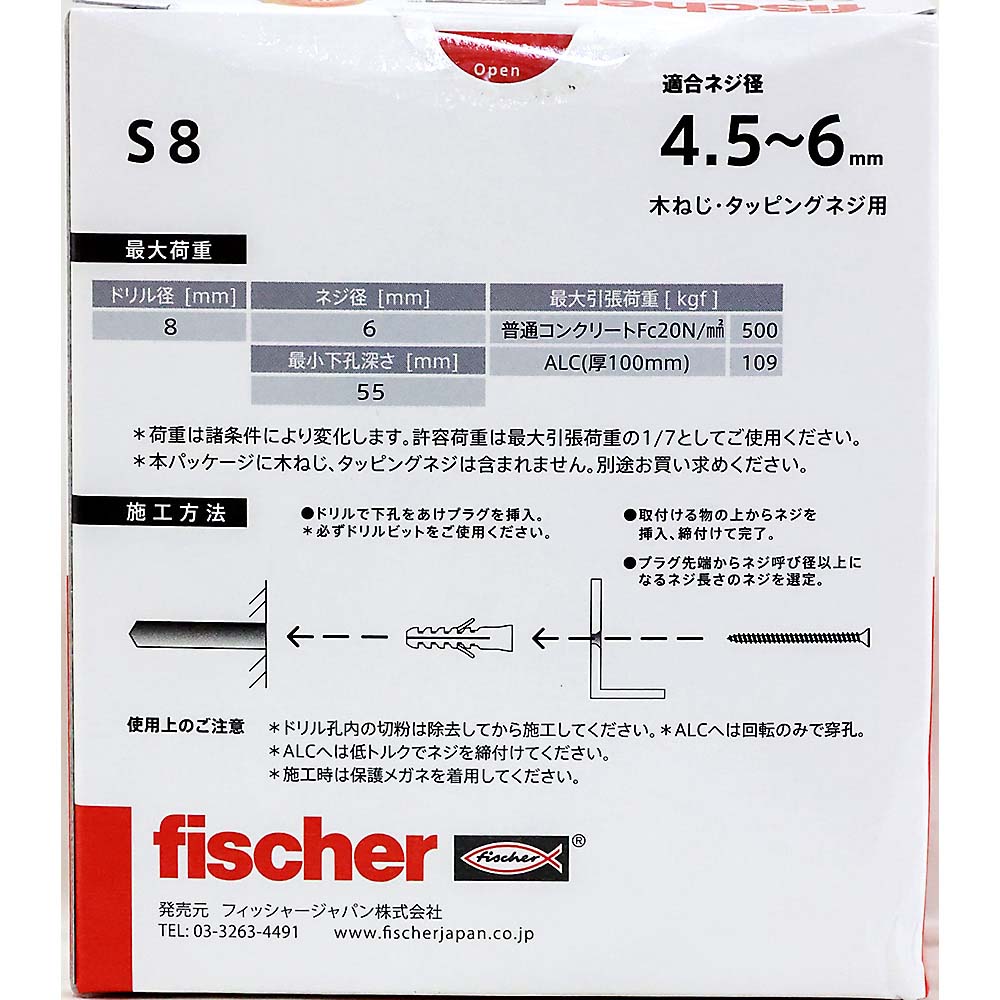 fischer
Open
S 8
適合ネジ径
4.5～6mm
木ねじ・タッピングネジ用
最大荷重
ドリル径 [mm] ネジ径 [mm] 最大引張荷重 [ kgf ]
8 6 普通コンクリートFc20N/㎟ 500
最小下孔深さ [mm] ALC(厚100mm) 109
55
＊荷重は諸条件により変化します。許容荷重は最大引張荷重の1/7としてご使用ください。
＊本パッケージに木ねじ、タッピングネジは含まれません。別途お買い求めください。
施工方法
●ドリルで下孔をあけプラグを挿入。
＊必ずドリルビットをご使用ください。
●取付ける物の上からネジを
挿入、締付けて完了。
●プラグ先端からネジ呼び径以上に
なるネジ長さのネジを選定。
使用上のご注意 ＊ドリル孔内の切粉は除去してから施工してください。＊ALCへは回転のみで穿孔。
＊ALCへは低トルクでネジを締付けてください。
＊施工時は保護メガネを着用してください。
fischer fischer ®
発売元 フィッシャージャパン株式会社
TEL: 03-3263-4491 www.fischerjapan.co.jp